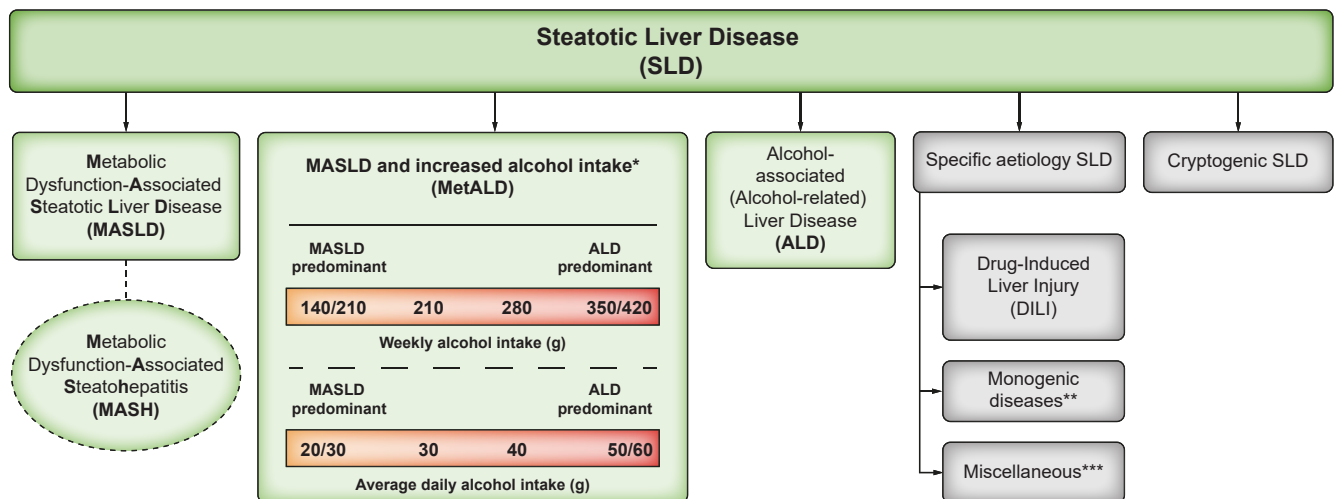 Steatotic Liver Disease
(SLD)
Metabolic
Dysfunction-Associated
Steatotic Liver Disease
(MASLD)
Metabolic
Dysfunction-Associated
Steatohepatitis
(MASH)
MASLD and increased alcohol intake*
(MetALD)
MASLD
predominant
ALD
predominant
140/210 210 280 350/420
Weekly alcohol intake (g)
MASLD
predominant
ALD
predominant
20/30 30 40 50/60
Average daily alcohol intake (g)
Alcohol-
associated
(Alcohol-related)
Liver Disease
(ALD)
Specific aetiology SLD
Drug-Induced
Liver Injury
(DILI)
Monogenic
diseases**
Miscellaneous***
Cryptogenic SLD